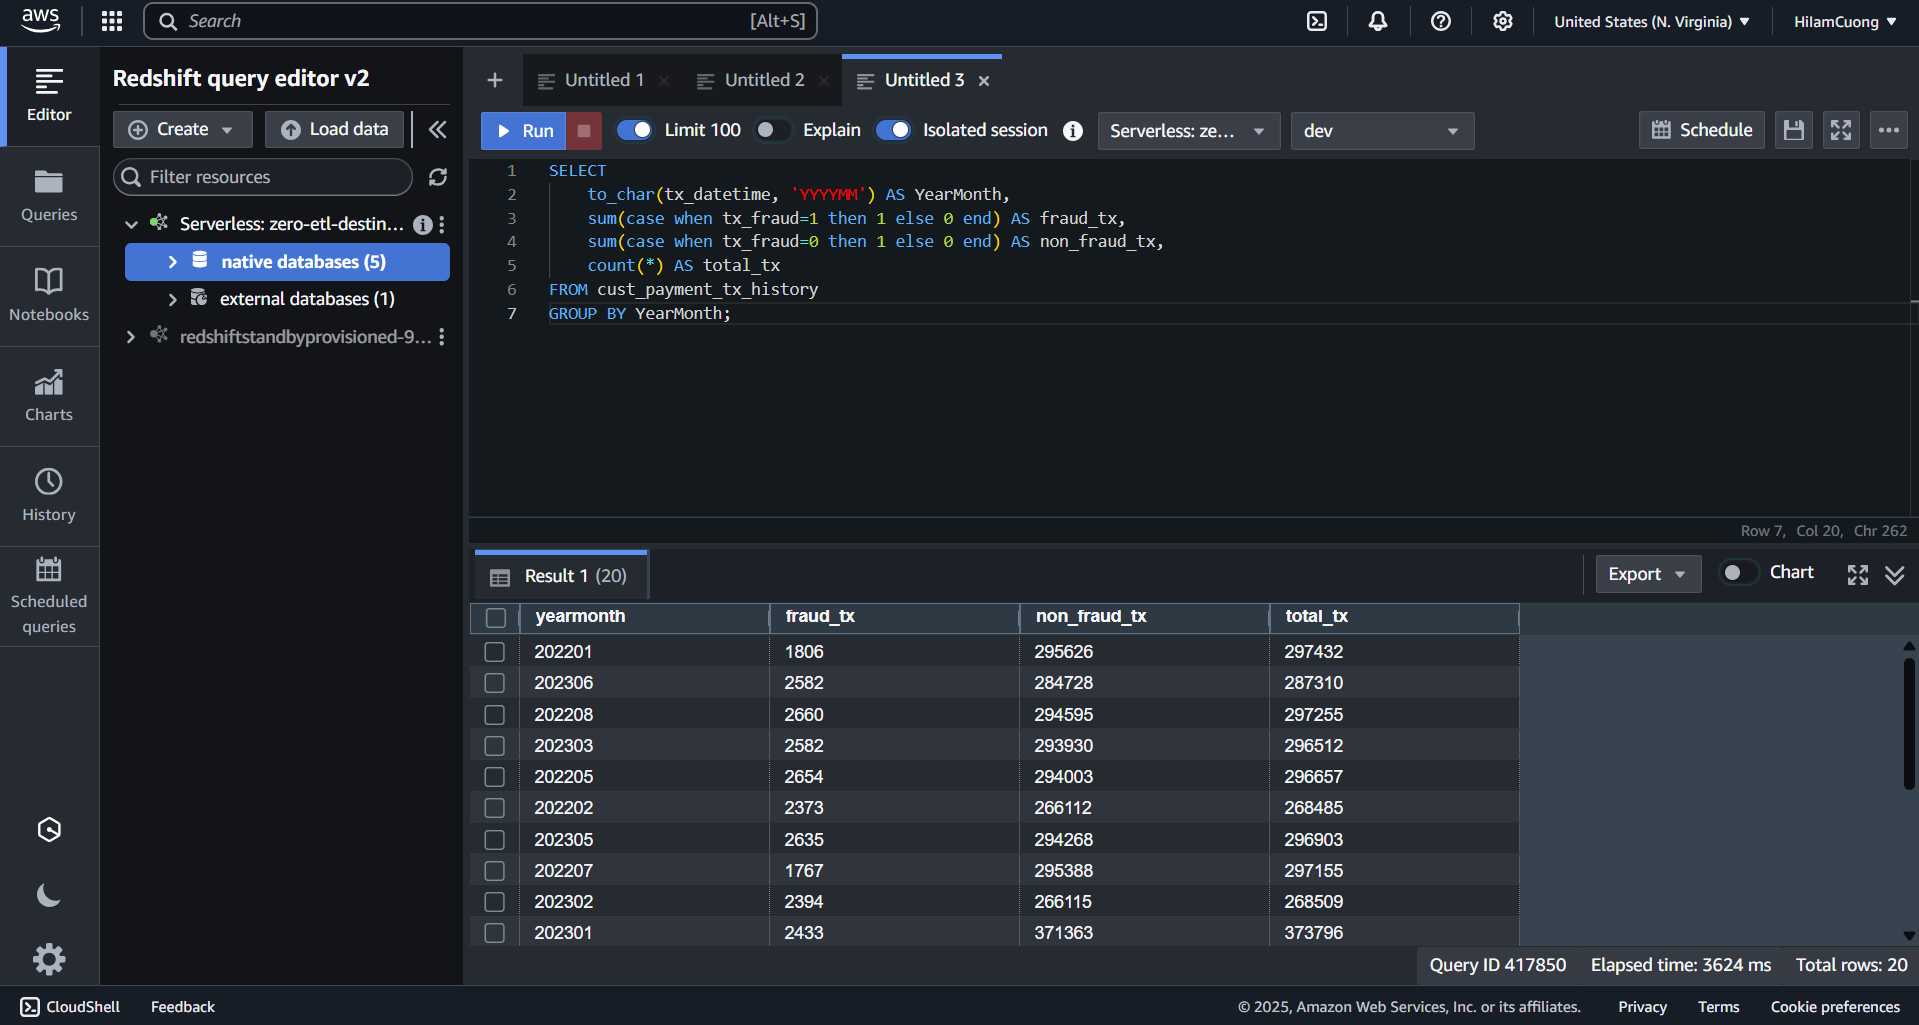 aws
Search [Alt+S]
United States (N. Virginia)
HilamCuong
Editor
Queries
Notebooks
Charts
History
Scheduled
queries
Redshift query editor v2
Create
Load data
Filter resources
Serverless: zero-etl-destin...
native databases (5)
external databases (1)
redshiftstandbyprovisioned-9...
Untitled 1
Untitled 2
Untitled 3
Run
Limit 100
Explain
Isolated session
Serverless: ze...
dev
Schedule
1 SELECT
2 to_char(tx_datetime, 'YYYYMM') AS YearMonth,
3 sum(case when tx_fraud=1 then 1 else 0 end) AS fraud_tx,
4 sum(case when tx_fraud=0 then 1 else 0 end) AS non_fraud_tx,
5 count(*) AS total_tx
6 FROM cust_payment_tx_history
7 GROUP BY YearMonth;
Row 7, Col 20, Chr 262
Result 1 (20)
Export
Chart
yearmonth fraud_tx non_fraud_tx total_tx
202201 1806 295626 297432
202306 2582 284728 287310
202208 2660 294595 297255
202303 2582 293930 296512
202205 2654 294003 296657
202202 2373 266112 268485
202305 2635 294268 296903
202207 1767 295388 297155
202302 2394 266115 268509
202301 2433 371363 373796
Query ID 417850 Elapsed time: 3624 ms Total rows: 20
CloudShell Feedback
© 2025, Amazon Web Services, Inc. or its affiliates. Privacy Terms Cookie preferences